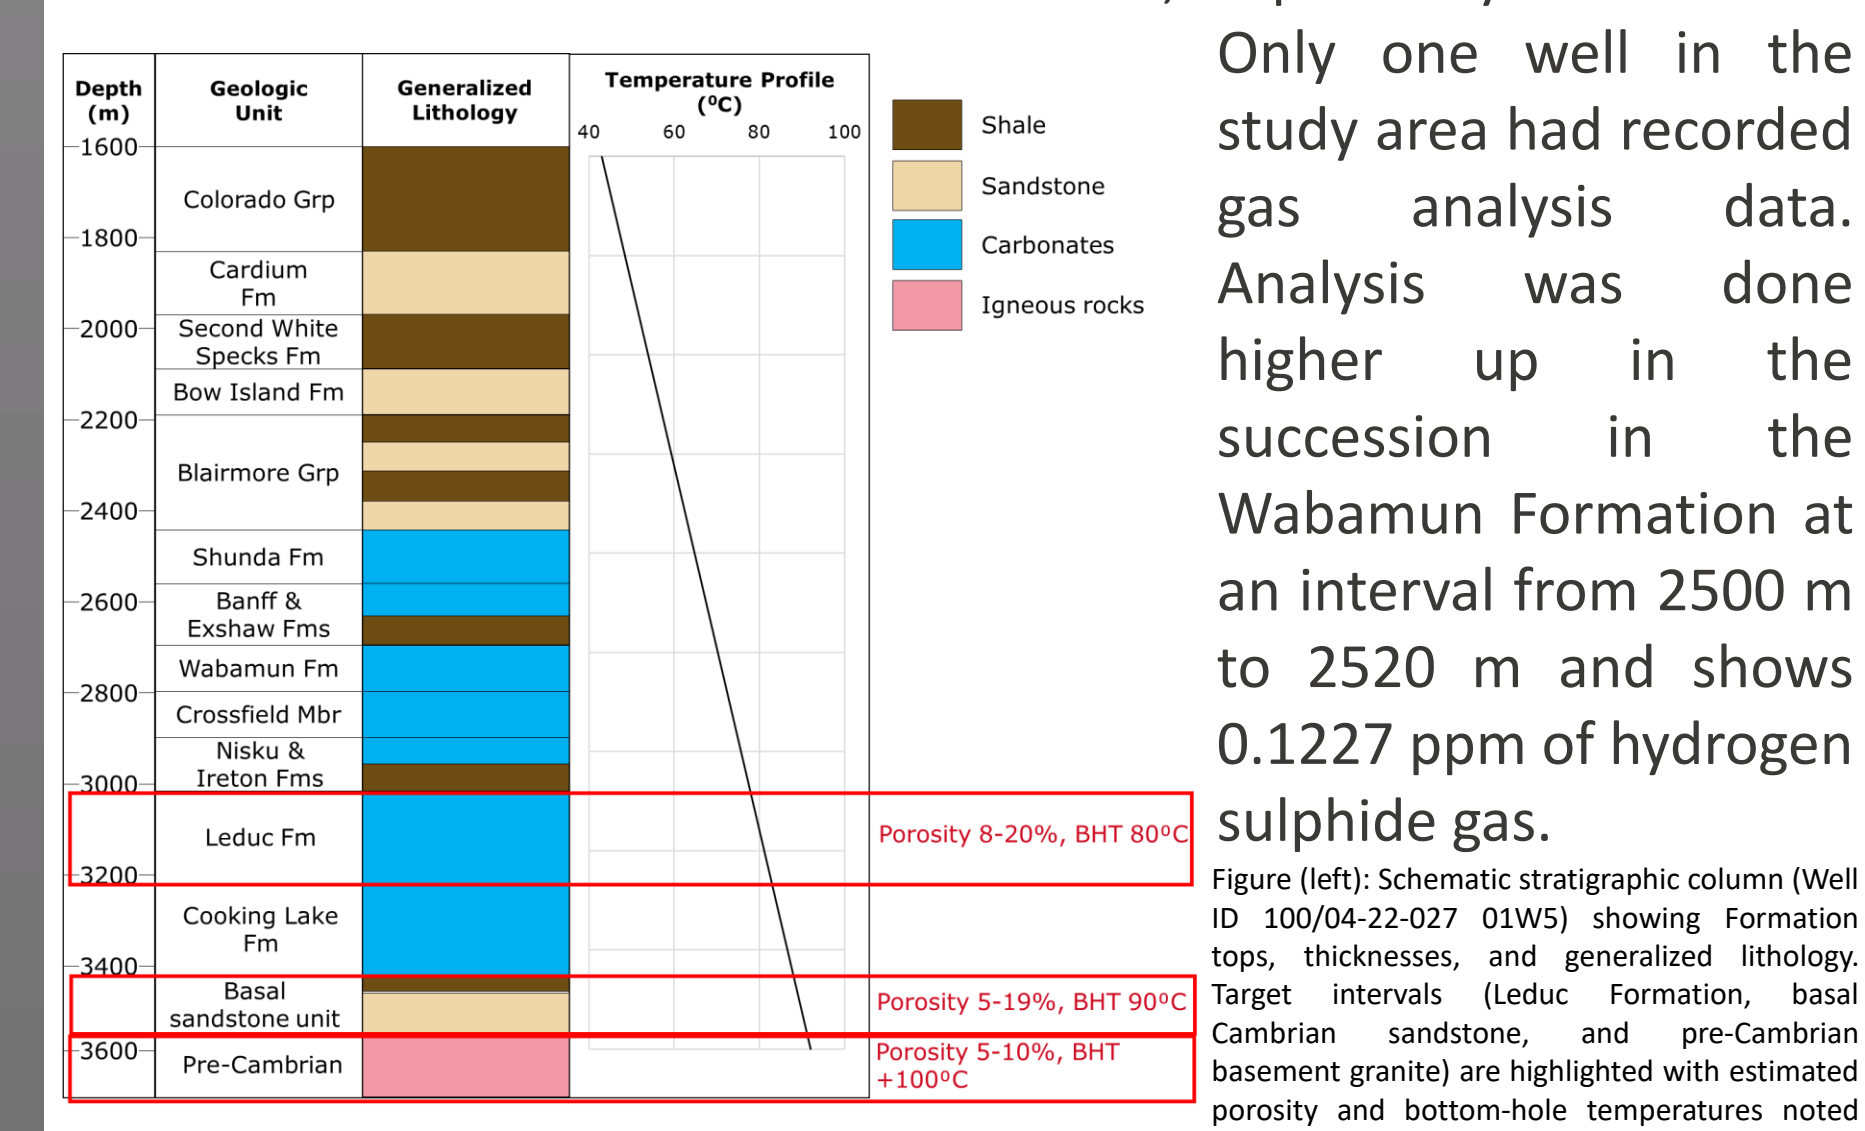 Depth
(m)
Geologic
Unit
Generalized
Lithology
Temperature Profile
(⁰C)
40 60 80 100
1600
1800
2000
2200
2400
2600
2800
3000
3200
3400
3600
Colorado Grp
Cardium
Fm
Second White
Specks Fm
Bow Island Fm
Blairmore Grp
Shunda Fm
Banff &
Exshaw Fms
Wabamun Fm
Crossfield Mbr
Nisku &
Ireton Fms
Leduc Fm
Cooking Lake
Fm
Basal
sandstone unit
Pre-Cambrian
Shale
Sandstone
Carbonates
Igneous rocks
Porosity 8-20%, BHT 80⁰C
Porosity 5-19%, BHT 90⁰C
Porosity 5-10%, BHT
+100⁰C
Only one well in the
study area had recorded
gas analysis data.
Analysis was done
higher up in the
succession in the
Wabamun Formation at
an interval from 2500 m
to 2520 m and shows
0.1227 ppm of hydrogen
sulphide gas.
Figure (left): Schematic stratigraphic column (Well
ID 100/04-22-027 01W5) showing Formation
tops, thicknesses, and generalized lithology.
Target intervals (Leduc Formation, basal
Cambrian sandstone, and pre-Cambrian
basement granite) are highlighted with estimated
porosity and bottom-hole temperatures noted